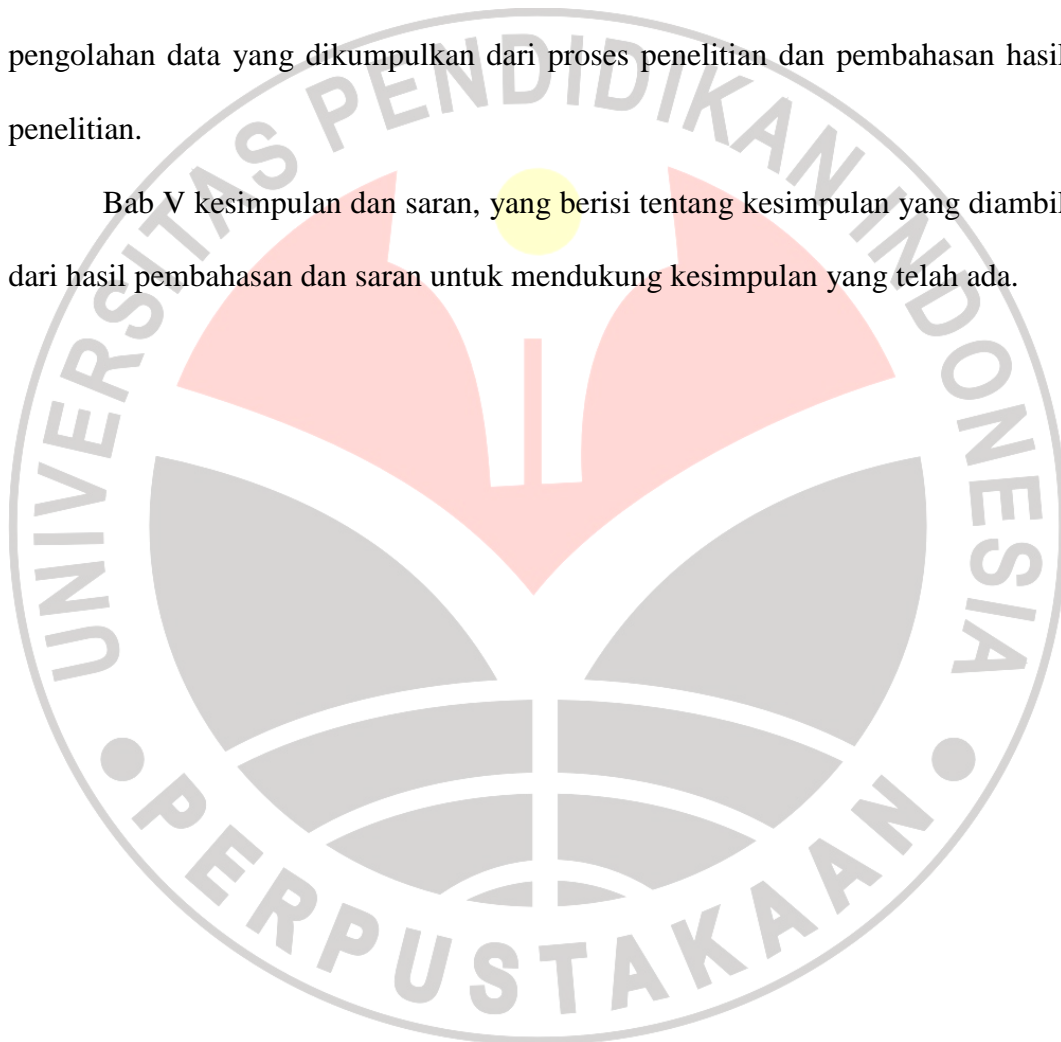 pengolahan data yang dikumpulkan dari proses penelitian dan pembahasan hasil
penelitian.
Bab V kesimpulan dan saran, yang berisi tentang kesimpulan yang diambil
dari hasil pembahasan dan saran untuk mendukung kesimpulan yang telah ada.
UNIVERSITAS PENDIDIKAN INDONESIA
PERPUSTAKAAN